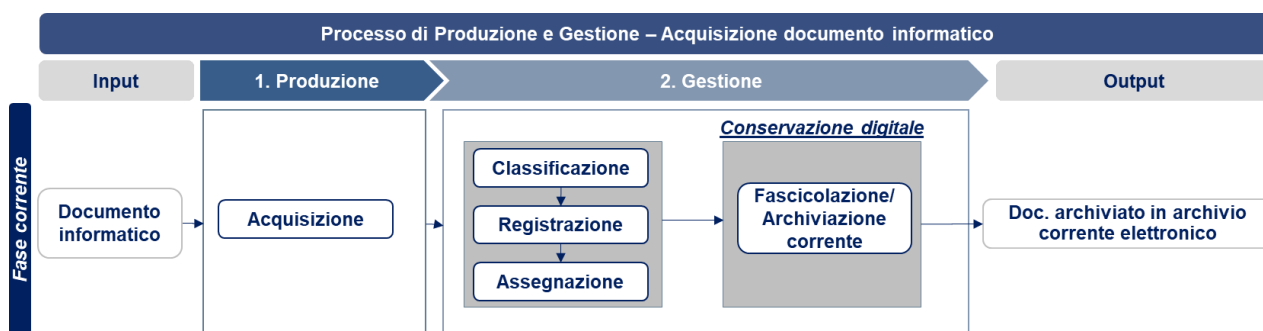 Processo di Produzione e Gestione – Acquisizione documento informatico
Input
1. Produzione
2. Gestione
Output
Fase corrente
Documento
informatico
Acquisizione
Classificazione
Registrazione
Assegnazione
Conservazione digitale
Fascicolazione/
Archiviazione
corrente
Doc. archiviato in archivio
corrente elettronico